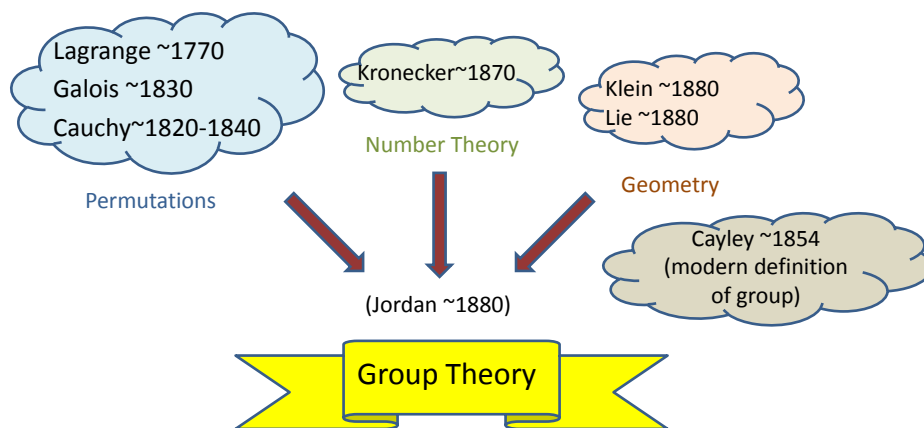 Lagrange ~1770
Galois ~1830
Cauchy~1820-1840
Permutations
Kronecker~1870
Number Theory
Klein ~1880
Lie ~1880
Geometry
Cayley ~1854
(modern definition
of group)
(Jordan ~1880)
Group Theory